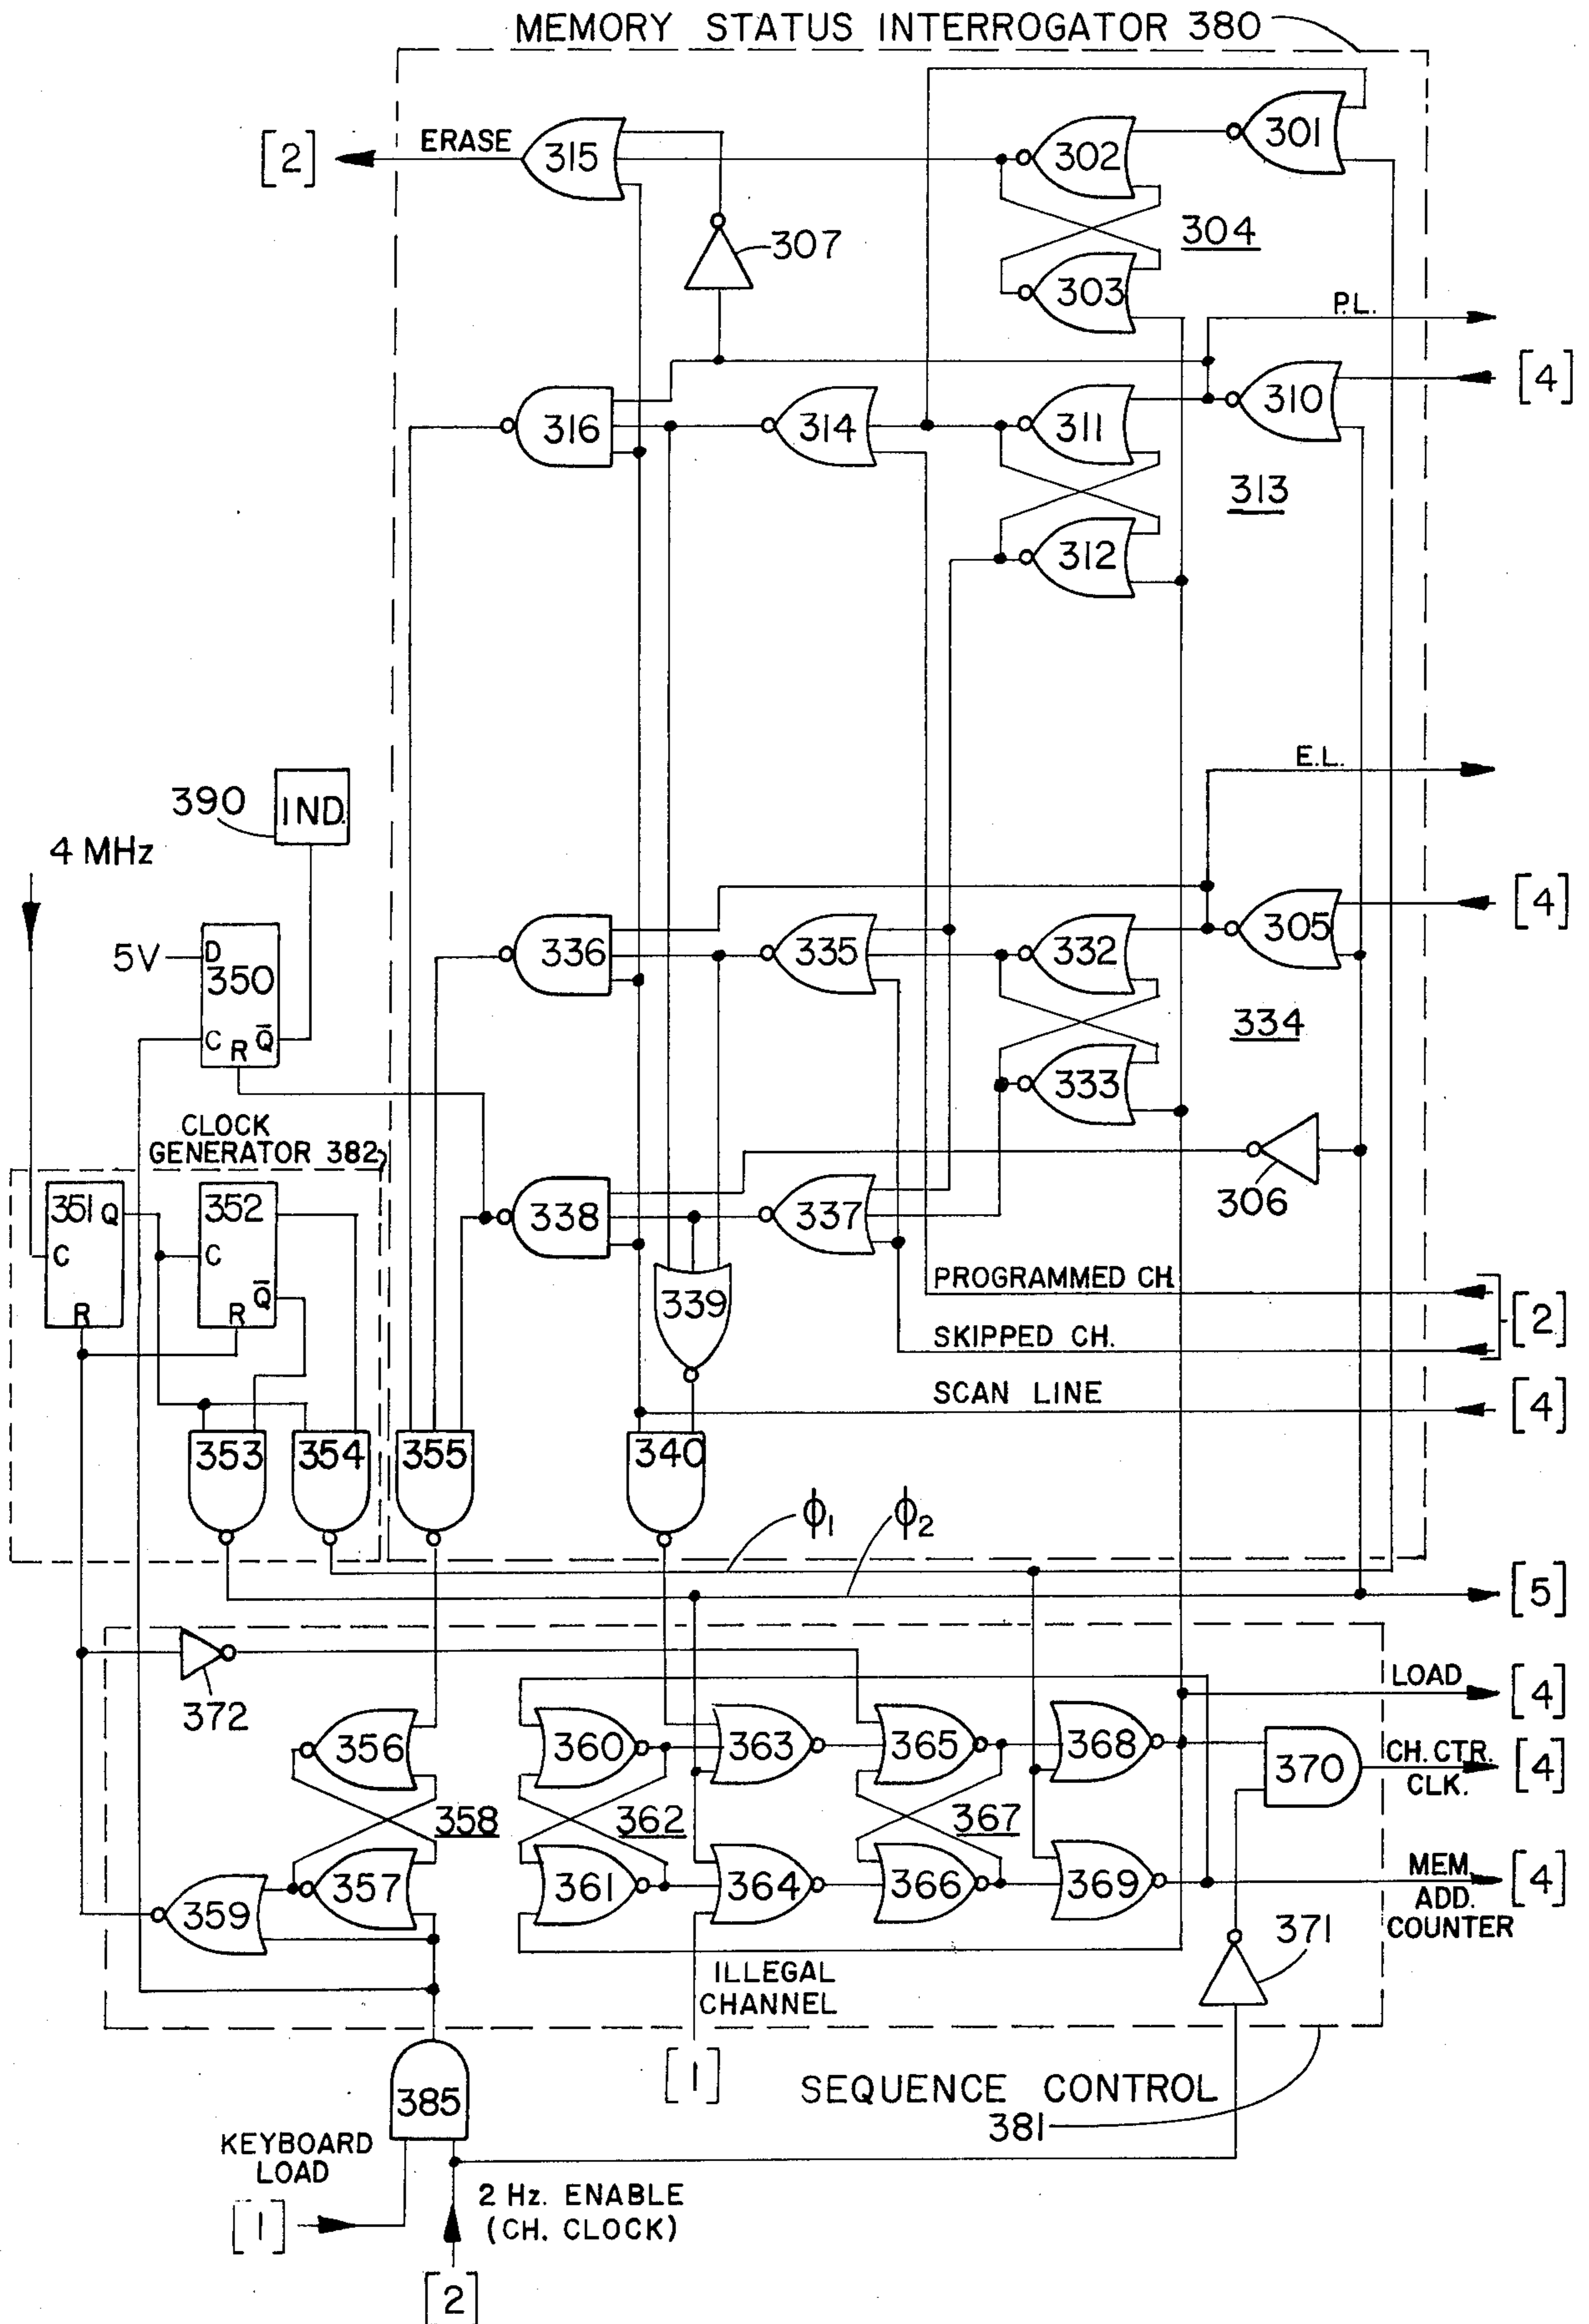 MEMORY STATUS INTERROGATOR 380
301
[2]
ERASE
315
302
304
307
303
P.L.
[4]
316
314
311
310
313
312
E.L.
390
IND.
4 MHz
[4]
5V
D
350
C R Q̅
336
335
332
305
334
333
CLOCK
GENERATOR 382
306
351 Q
C
R
352
C
R Q̅
338
337
339
PROGRAMMED CH.
SKIPPED CH.
[2]
SCAN LINE
[4]
353
354
355
340
ϕ1
ϕ2
[5]
372
LOAD
[4]
356
360
363
365
368
370
CH. CTR.
CLK.
[4]
358
362
367
359
357
361
364
366
369
MEM.
ADD.
COUNTER
[4]
371
ILLEGAL
CHANNEL
[1]
385
SEQUENCE CONTROL
381
KEYBOARD
LOAD
[1]
2 Hz. ENABLE
(CH. CLOCK)
[2]